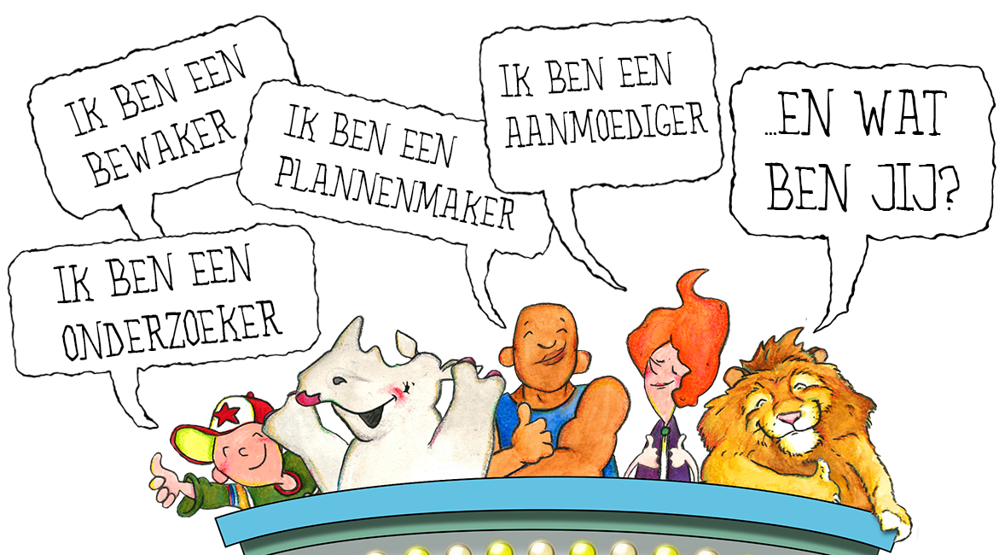 IK BEN EEN
BEWAKER
IK BEN EEN
ONDERZOEKER
IK BEN EEN
PLANNENMAKER
IK BEN EEN
AANMOEDIGER
...EN WAT
BEN JIJ?